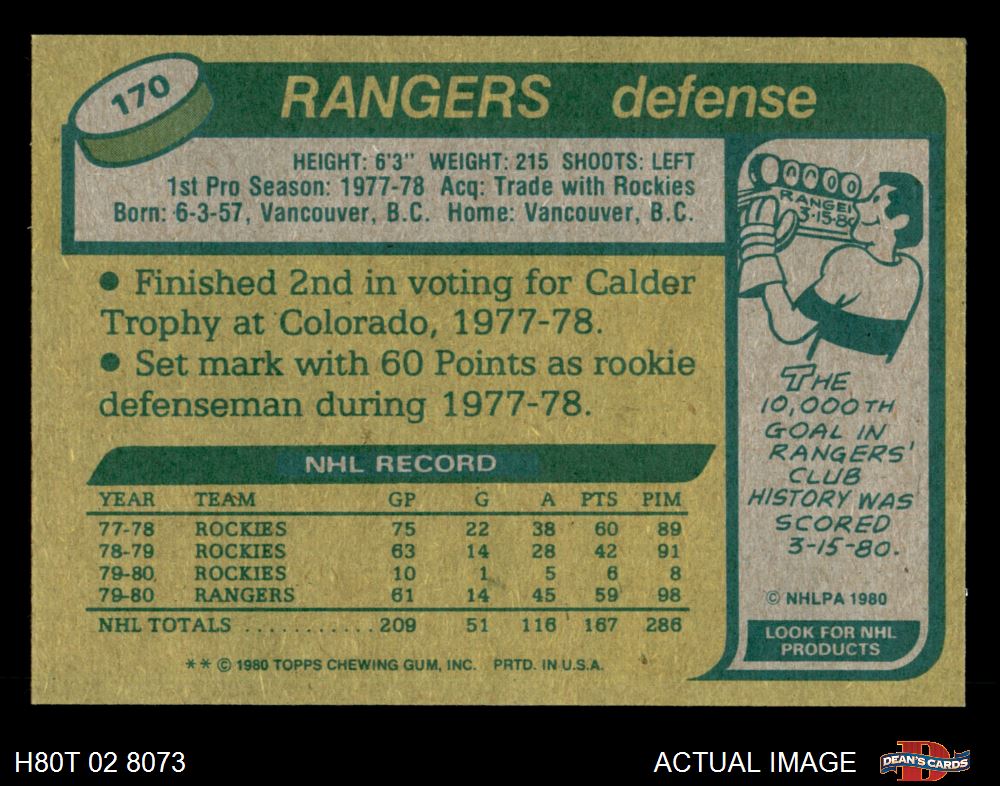 170
RANGERS defense
HEIGHT: 6'3" WEIGHT: 215 SHOOTS: LEFT
1st Pro Season: 1977-78 Acq: Trade with Rockies
Born: 6-3-57, Vancouver, B.C. Home: Vancouver, B.C.
• Finished 2nd in voting for Calder
Trophy at Colorado, 1977-78.
• Set mark with 60 Points as rookie
defenseman during 1977-78.
NHL RECORD
YEAR TEAM GP G A PTS PIM
77-78 ROCKIES 75 22 38 60 89
78-79 ROCKIES 63 14 28 42 91
79-80 ROCKIES 10 1 5 6 8
79-80 RANGERS 61 14 45 59 98
NHL TOTALS ........... 209 51 116 167 286
** © 1980 TOPPS CHEWING GUM, INC. PRTD. IN U.S.A.
0000
RANGE
3-15-8
THE
10,000TH
GOAL IN
RANGERS'
CLUB
HISTORY WAS
SCORED
3-15-80.
© NHLPA 1980
LOOK FOR NHL
PRODUCTS
H80T 02 8073
ACTUAL IMAGE
D
DEAN'S CARDS